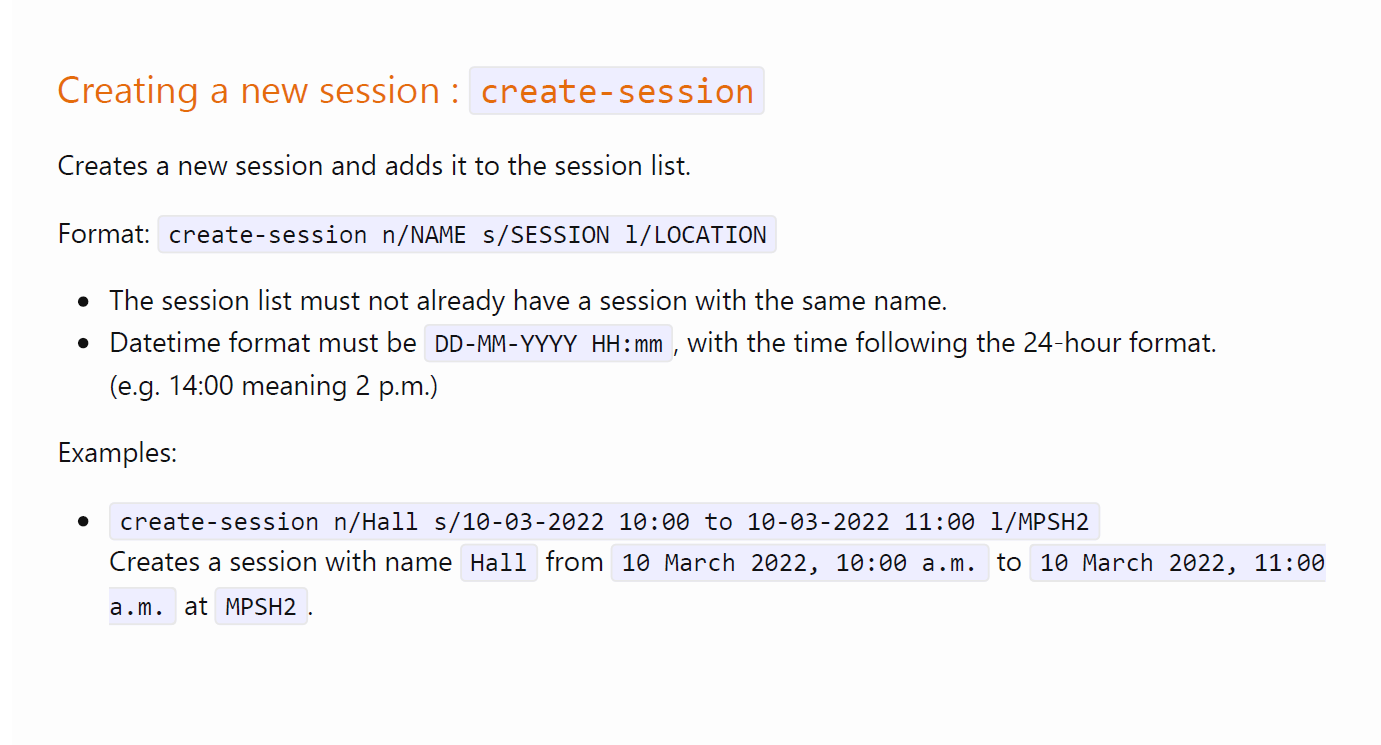 Creating a new session : create-session
Creates a new session and adds it to the session list.
Format: create-session n/NAME s/SESSION l/LOCATION
The session list must not already have a session with the same name.
Datetime format must be DD-MM-YYYY HH:mm, with the time following the 24-hour format.
(e.g. 14:00 meaning 2 p.m.)
Examples:
create-session n/Hall s/10-03-2022 10:00 to 10-03-2022 11:00 l/MPSH2
Creates a session with name Hall from 10 March 2022, 10:00 a.m. to 10 March 2022, 11:00
a.m. at MPSH2.